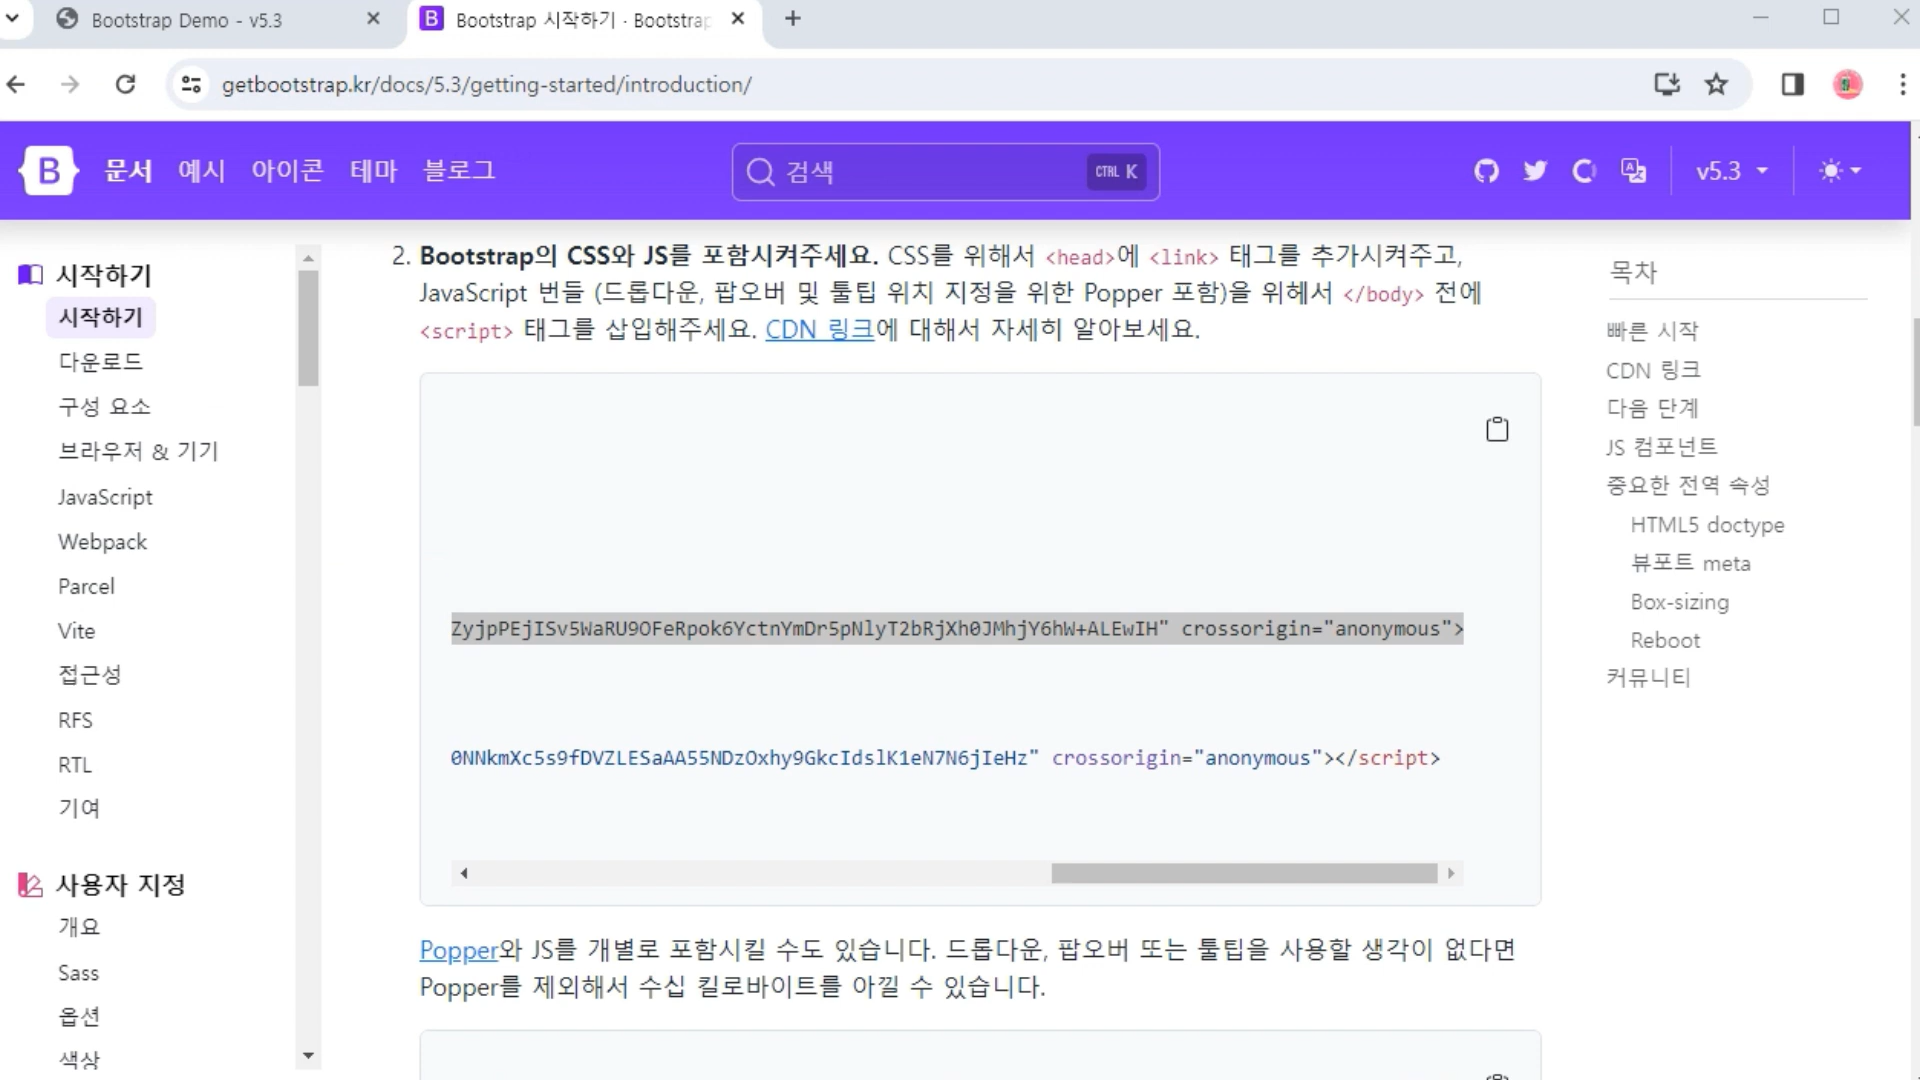 Bootstrap Demo - v5.3
Bootstrap 시작하기 · Bootstrap
getbootstrap.kr/docs/5.3/getting-started/introduction/
B 문서 예시 아이콘 테마 블로그
검색 CTRL K
v5.3
시작하기
시작하기
다운로드
구성 요소
브라우저 & 기기
JavaScript
Webpack
Parcel
Vite
접근성
RFS
RTL
기여
사용자 지정
개요
Sass
옵션
색상
2. Bootstrap의 CSS와 JS를 포함시켜주세요. CSS를 위해서 <head>에 <link> 태그를 추가시켜주고,
JavaScript 번들 (드롭다운, 팝오버 및 툴팁 위치 지정을 위한 Popper 포함)을 위헤서 </body> 전에
<script> 태그를 삽입해주세요. CDN 링크에 대해서 자세히 알아보세요.
ZyjpPEjISv5WaRU9OFeRpok6YctnYmDr5pNlyT2bRjXh0JMhjY6hW+ALEwIH" crossorigin="anonymous">
0NNkmXc5s9fDVZLESaAA55NDzOxhy9GkcIdslK1eN7N6jIeHz" crossorigin="anonymous"></script>
Popper와 JS를 개별로 포함시킬 수도 있습니다. 드롭다운, 팝오버 또는 툴팁을 사용할 생각이 없다면
Popper를 제외해서 수십 킬로바이트를 아낄 수 있습니다.
목차
빠른 시작
CDN 링크
다음 단계
JS 컴포넌트
중요한 전역 속성
HTML5 doctype
뷰포트 meta
Box-sizing
Reboot
커뮤니티